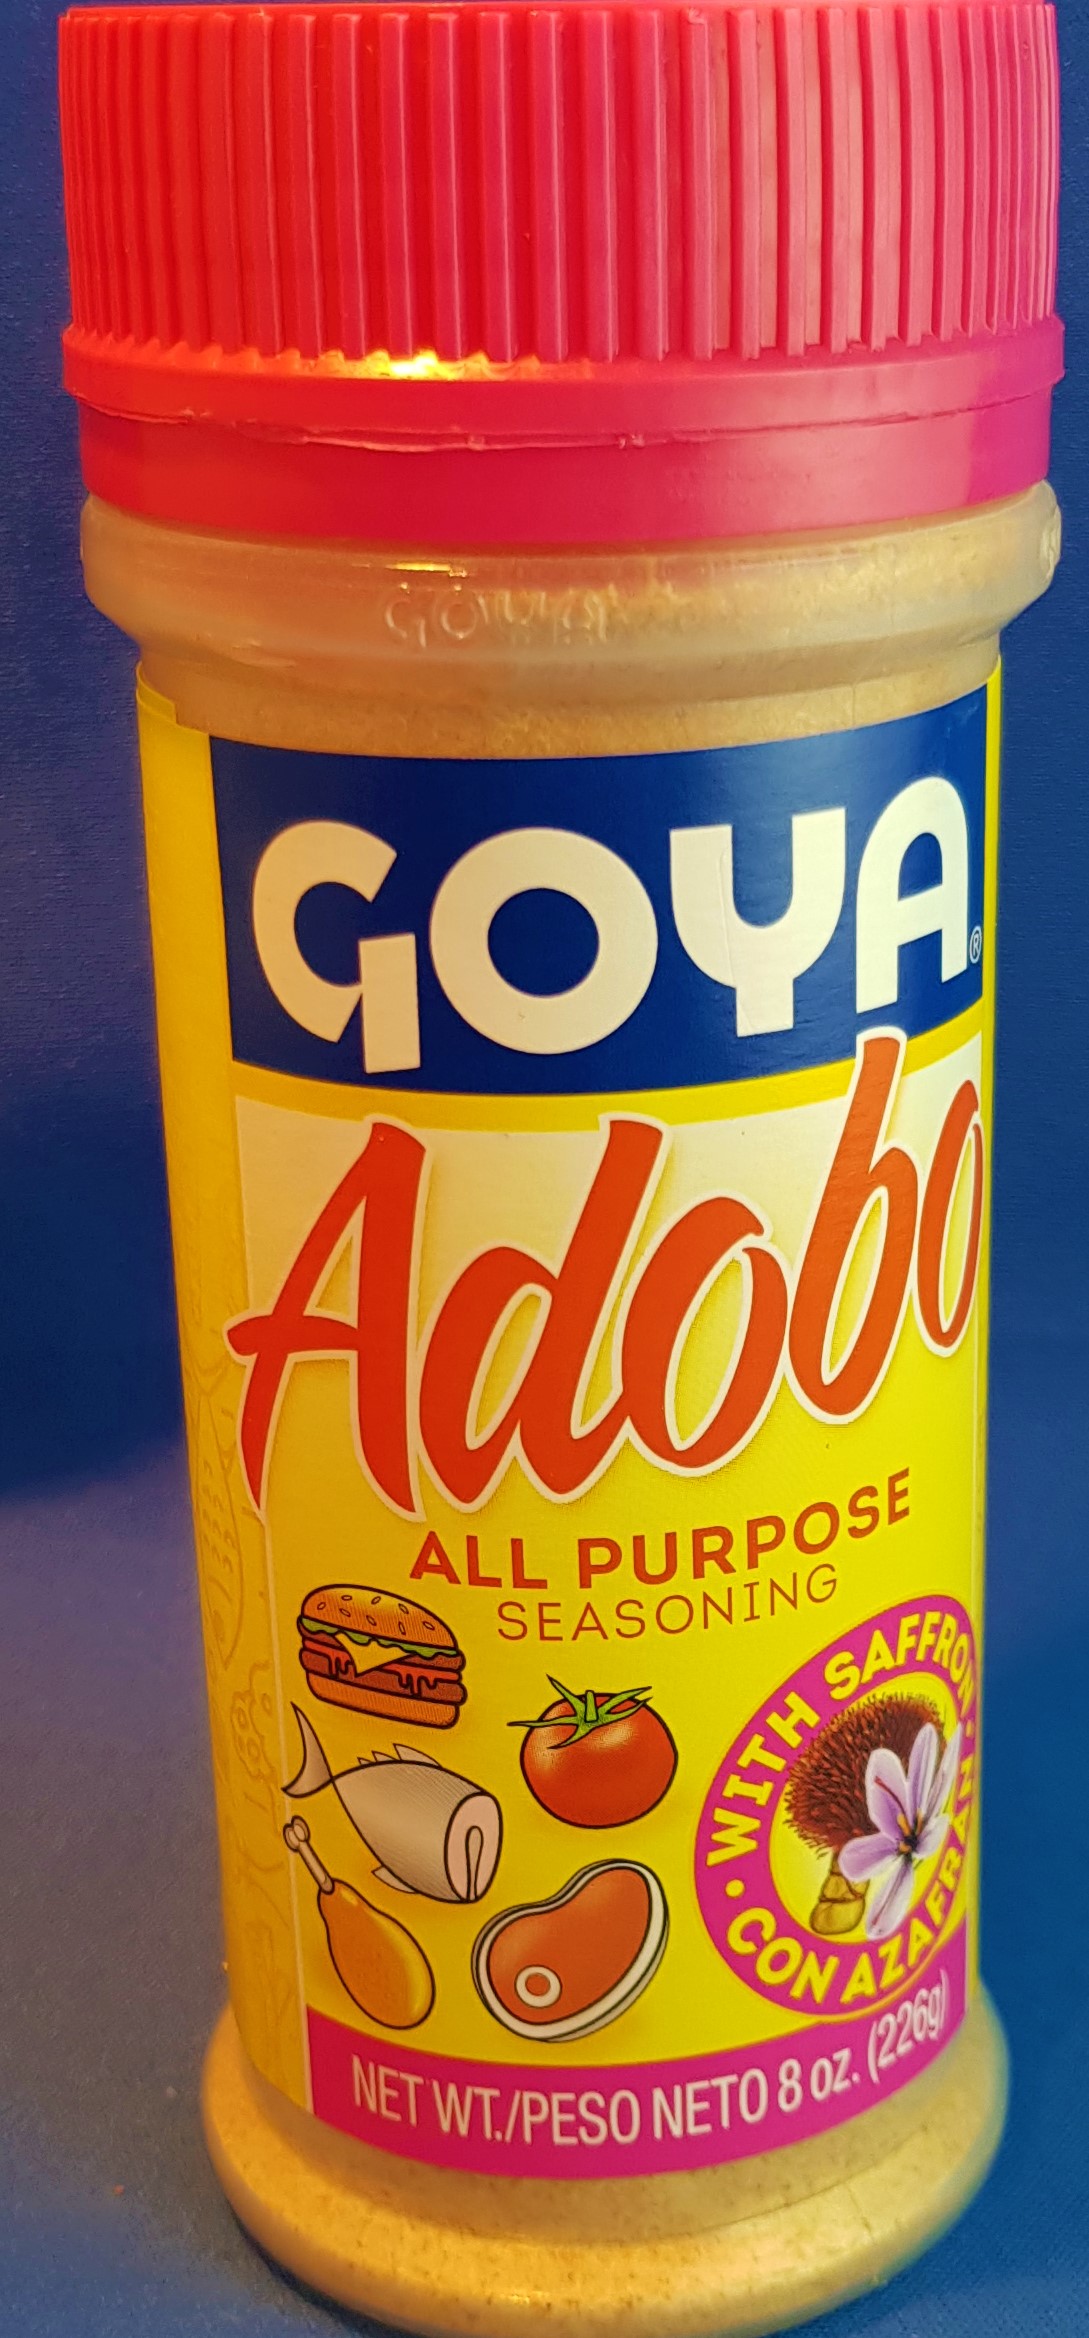 GOYA
GOYA®
Adobo
ALL PURPOSE
SEASONING
• WITH SAFFRON •
CON AZAFRAN
NET WT./PESO NETO 8 oz. (226g)